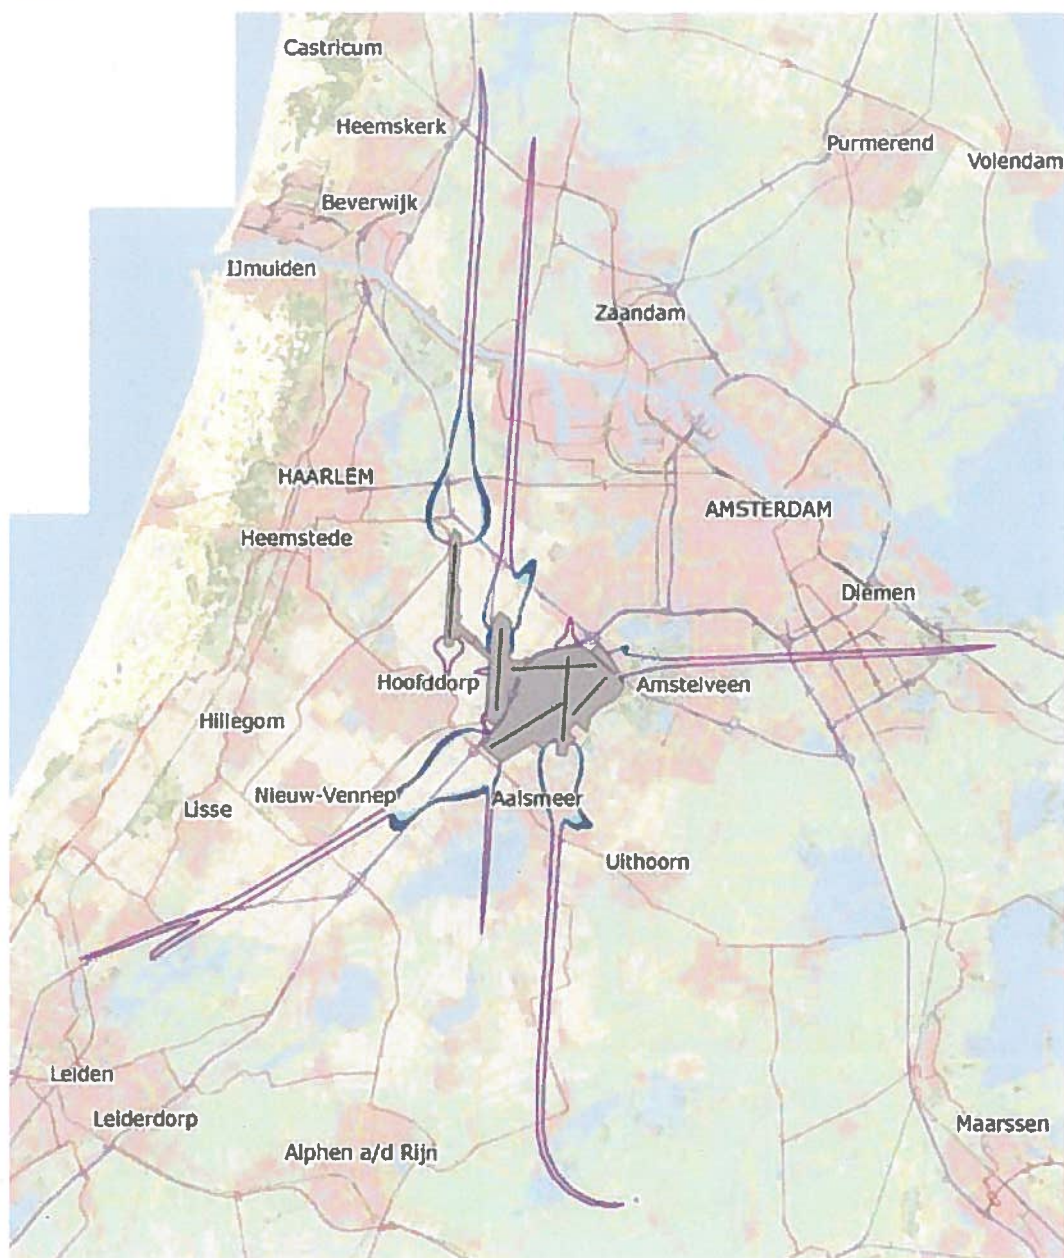 Castricum
Heemskerk
Purmerend
Volendam
Beverwijk
IJmuiden
Zaandam
HAARLEM
AMSTERDAM
Heemstede
Diemen
Hoofddorp
Amstelveen
Hillegom
Nieuw-Vennep
Aalsmeer
Lisse
Uithoorn
Leiden
Leiderdorp
Maarssen
Alphen a/d Rijn